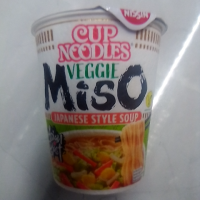 NISSIN
CUP
NOODLES
VEGGIE
MISO
JAPANESE STYLE SOUP